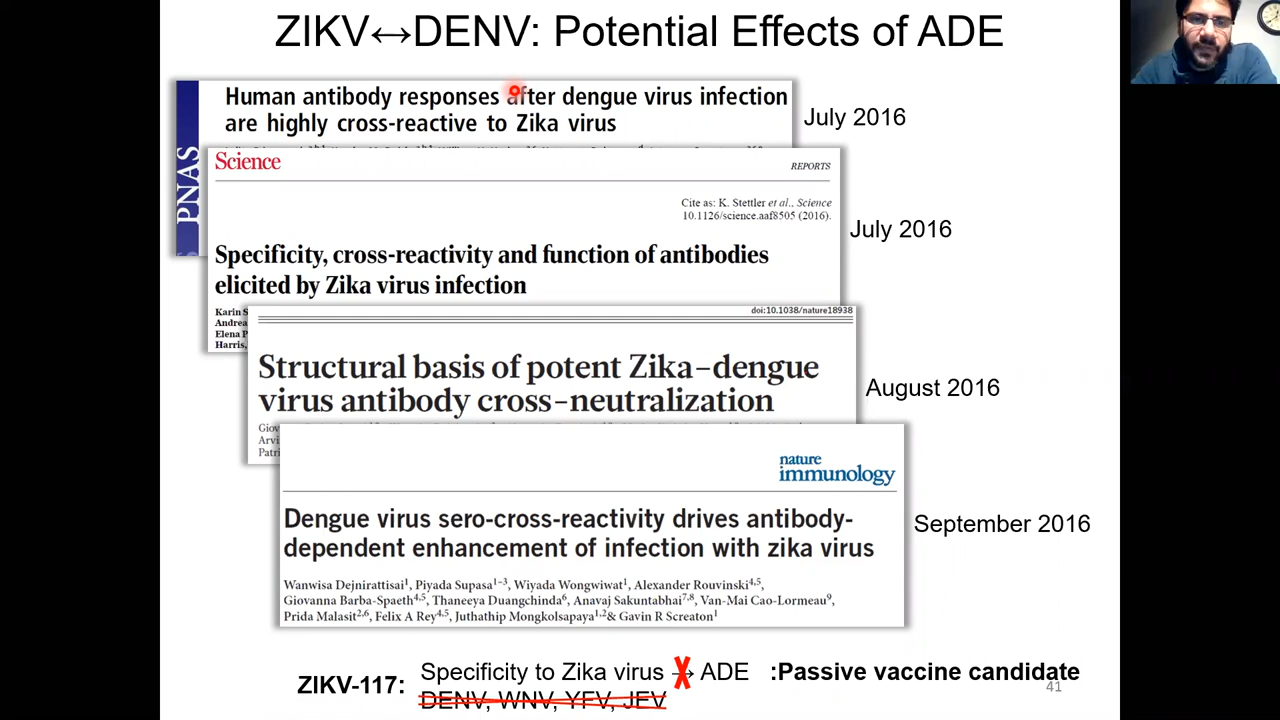 ZIKV↔DENV: Potential Effects of ADE
PNAS
Human antibody responses after dengue virus infection
are highly cross-reactive to Zika virus
July 2016
Science
REPORTS
Cite as: K. Stettler et al., Science
10.1126/science.aaf8505 (2016).
July 2016
Specificity, cross-reactivity and function of antibodies
elicited by Zika virus infection
Karin S
Andrea
Elena P
Harris,
doi:10.1038/nature18938
Structural basis of potent Zika–dengue
virus antibody cross-neutralization
August 2016
Giov
Arvi
Patri
nature
immunology
Dengue virus sero-cross-reactivity drives antibody-
dependent enhancement of infection with zika virus
September 2016
Wanwisa Dejnirattisai1, Piyada Supasa1–3, Wiyada Wongwiwat1, Alexander Rouvinski4,5,
Giovanna Barba-Spaeth4,5, Thaneeya Duangchinda6, Anavaj Sakuntabhai7,8, Van-Mai Cao-Lormeau9,
Prida Malasit2,6, Felix A Rey4,5, Juthathip Mongkolsapaya1,2 & Gavin R Screaton1
ZIKV-117: Specificity to Zika virus → ADE :Passive vaccine candidate
DENV, WNV, YFV, JEV
41